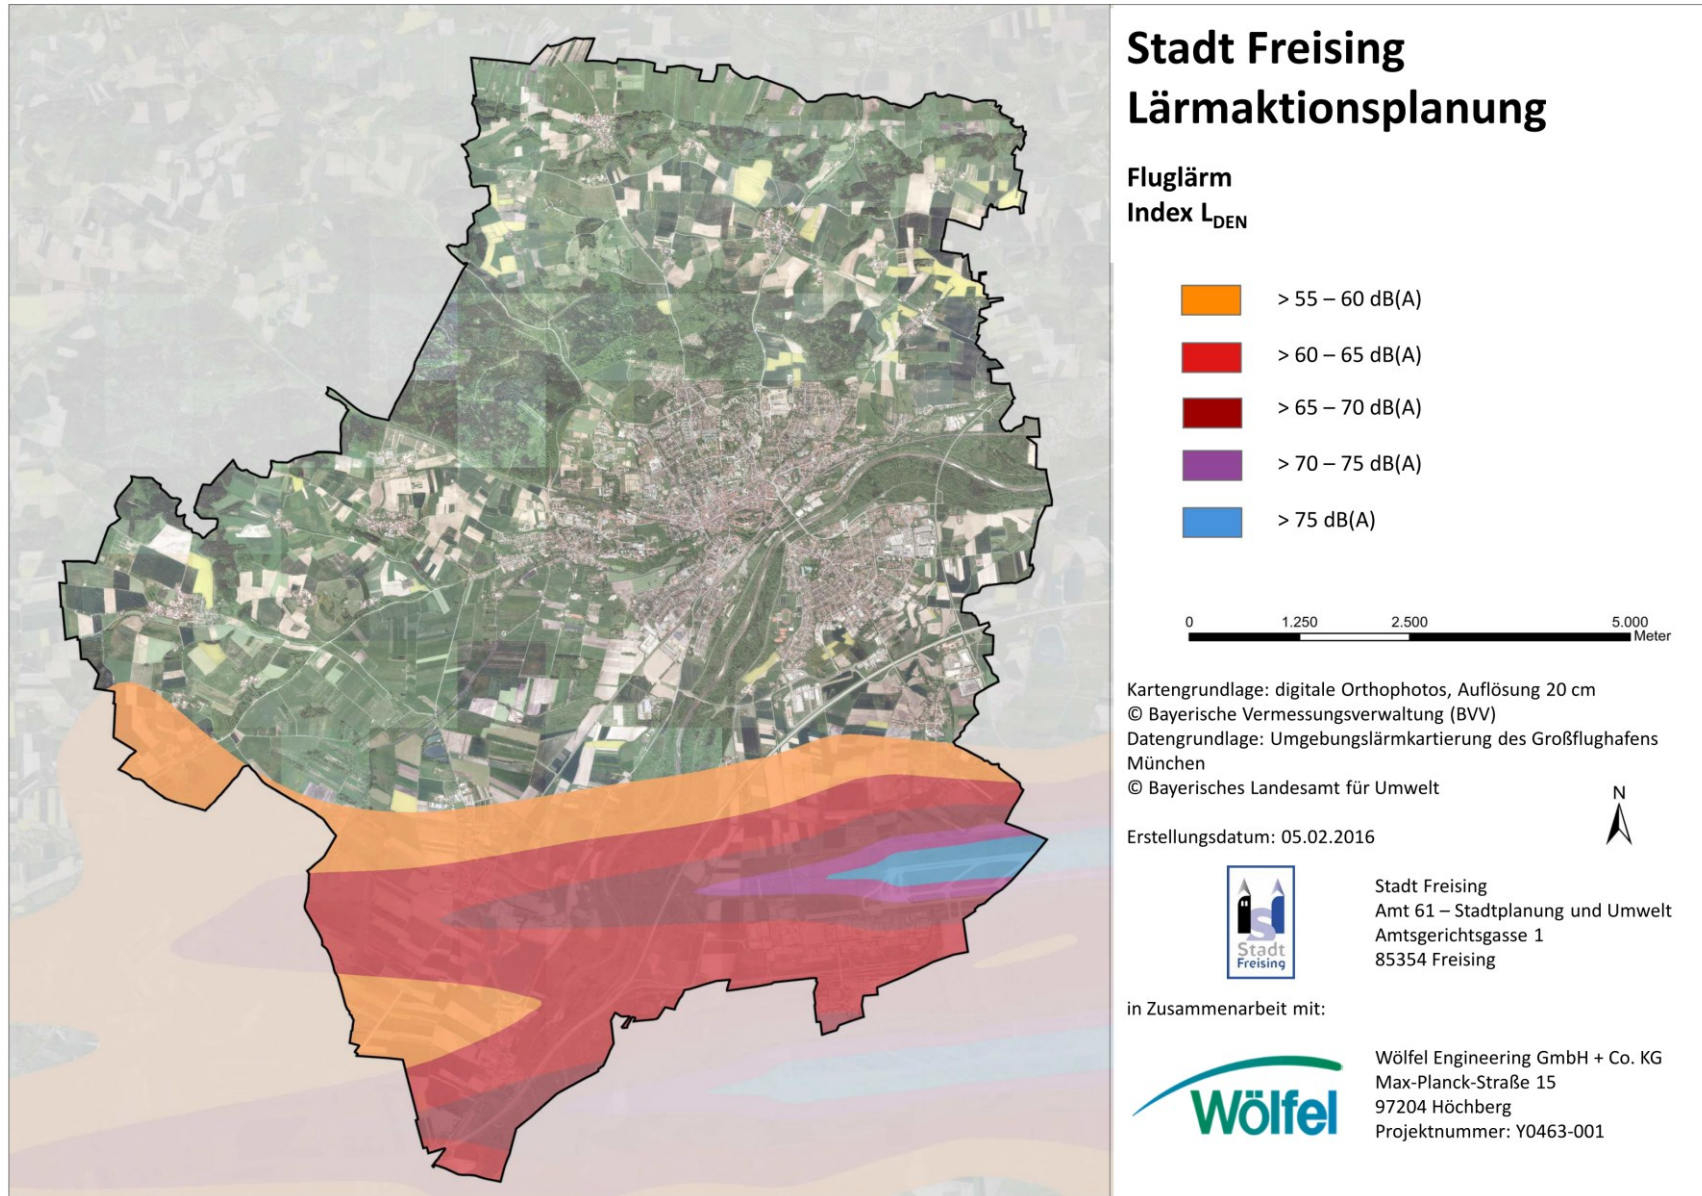 Stadt Freising
Lärmaktionsplanung
Fluglärm
Index LDEN
> 55 – 60 dB(A)
> 60 – 65 dB(A)
> 65 – 70 dB(A)
> 70 – 75 dB(A)
> 75 dB(A)
0 1.250 2.500 5.000
Meter
Kartengrundlage: digitale Orthophotos, Auflösung 20 cm
© Bayerische Vermessungsverwaltung (BVV)
Datengrundlage: Umgebungslärmkartierung des Großflughafens
München
© Bayerisches Landesamt für Umwelt
N
Erstellungsdatum: 05.02.2016
S
Stadt
Freising
Stadt Freising
Amt 61 – Stadtplanung und Umwelt
Amtsgerichtsgasse 1
85354 Freising
in Zusammenarbeit mit:
Wölfel
Wölfel Engineering GmbH + Co. KG
Max-Planck-Straße 15
97204 Höchberg
Projektnummer: Y0463-001